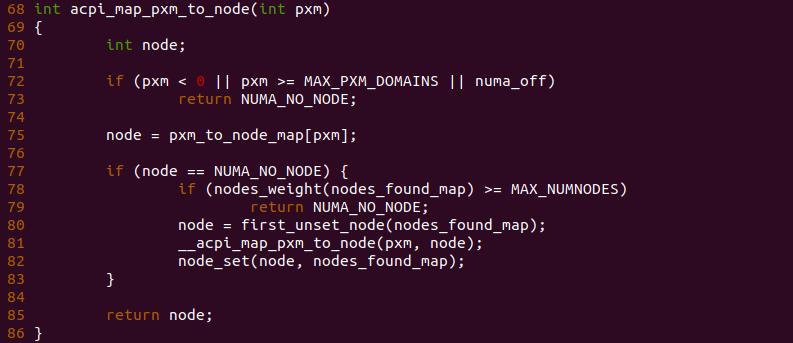 68 int acpi_map_pxm_to_node(int pxm)
69 {
70         int node;
71
72         if (pxm < 0 || pxm >= MAX_PXM_DOMAINS || numa_off)
73                 return NUMA_NO_NODE;
74
75         node = pxm_to_node_map[pxm];
76
77         if (node == NUMA_NO_NODE) {
78                 if (nodes_weight(nodes_found_map) >= MAX_NUMNODES)
79                         return NUMA_NO_NODE;
80                 node = first_unset_node(nodes_found_map);
81                 __acpi_map_pxm_to_node(pxm, node);
82                 node_set(node, nodes_found_map);
83         }
84
85         return node;
86 }